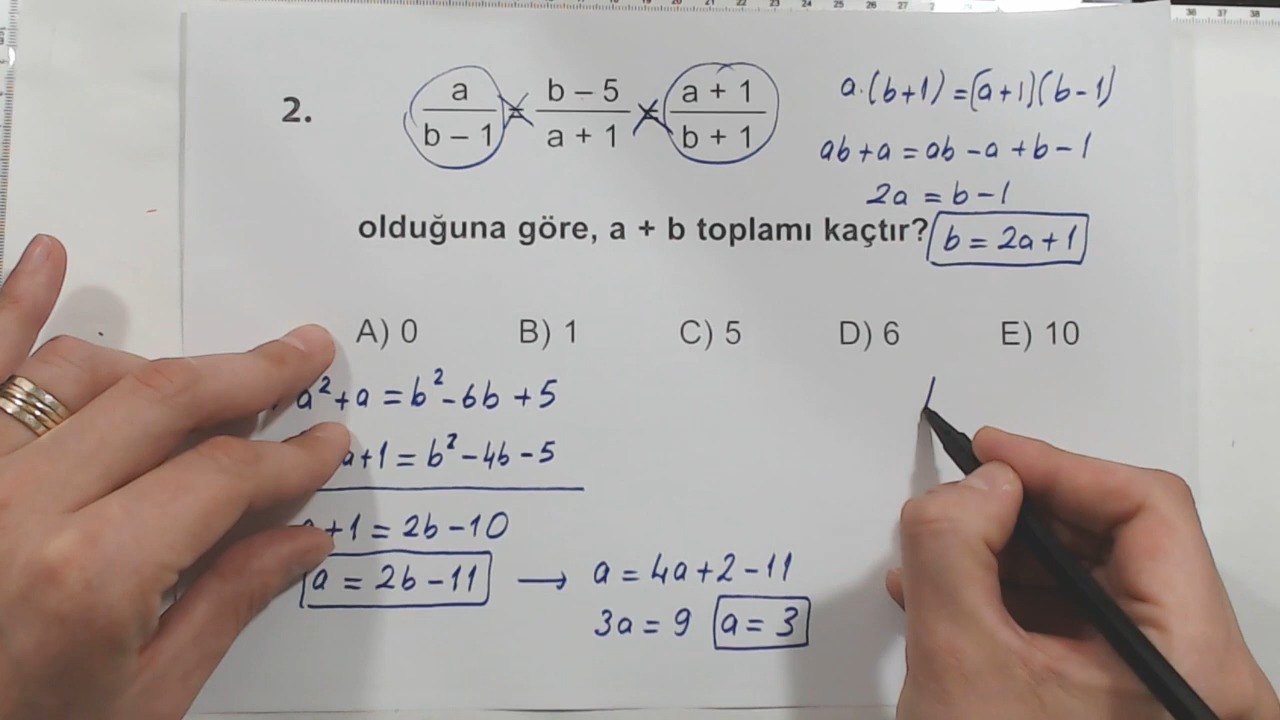 2. a / b – 1 = b – 5 / a + 1 = a + 1 / b + 1
a·(b+1) = (a+1)(b-1)
ab+a = ab -a +b -1
2a = b -1
olduğuna göre, a + b toplamı kaçtır?
b = 2a+1
A) 0 B) 1 C) 5 D) 6 E) 10
a²+a = b²-6b+5
a+1 = b²-4b-5
+1 = 2b-10
a = 2b-11 → a = 4a+2-11
3a = 9 a = 3